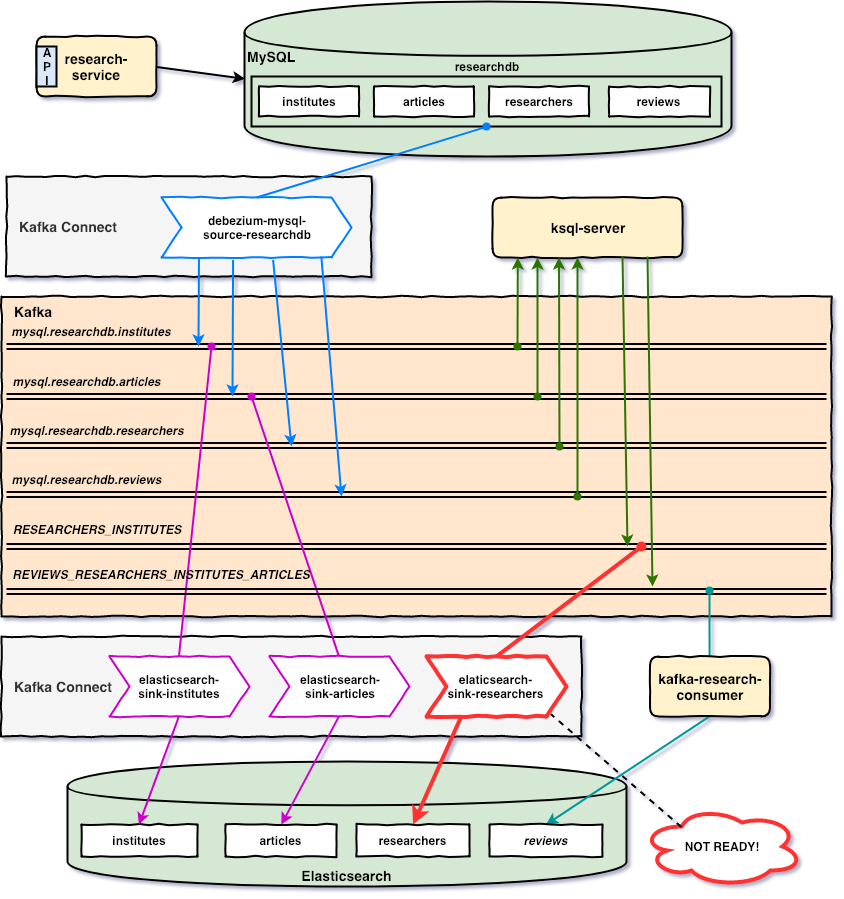 A
P
I
research-
service
MySQL
researchdb
institutes
articles
researchers
reviews
Kafka Connect
debezium-mysql-
source-researchdb
ksql-server
Kafka
mysql.researchdb.institutes
mysql.researchdb.articles
mysql.researchdb.researchers
mysql.researchdb.reviews
RESEARCHERS_INSTITUTES
REVIEWS_RESEARCHERS_INSTITUTES_ARTICLES
Kafka Connect
elasticsearch-
sink-institutes
elasticsearch-
sink-articles
elaticsearch-
sink-researchers
kafka-research-
consumer
institutes
articles
researchers
reviews
NOT READY!
Elasticsearch